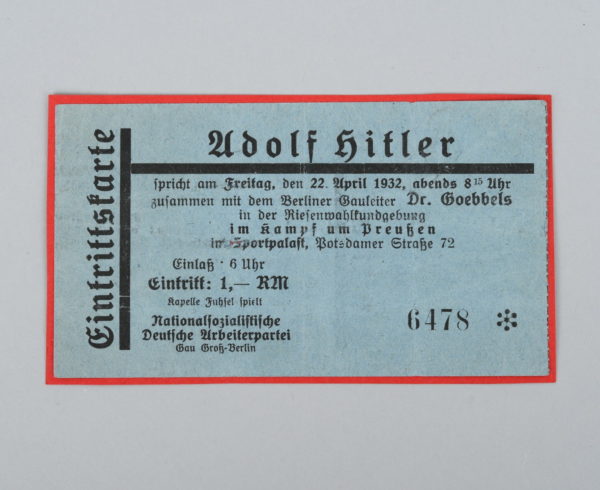 Eintrittskarte
Adolf Hitler
spricht am Freitag, den 22. April 1932, abends 8¹⁵ Uhr
zusammen mit dem Berliner Gauleiter Dr. Goebbels
in der Riesenwahlkundgebung
im Kampf um Preußen
im Sportpalast, Potsdamer Straße 72
Einlaß · 6 Uhr
Eintritt: 1,— RM
Kapelle Fuhsel spielt
Nationalsozialistische
Deutsche Arbeiterpartei
Gau Groß-Berlin
6478 ✻